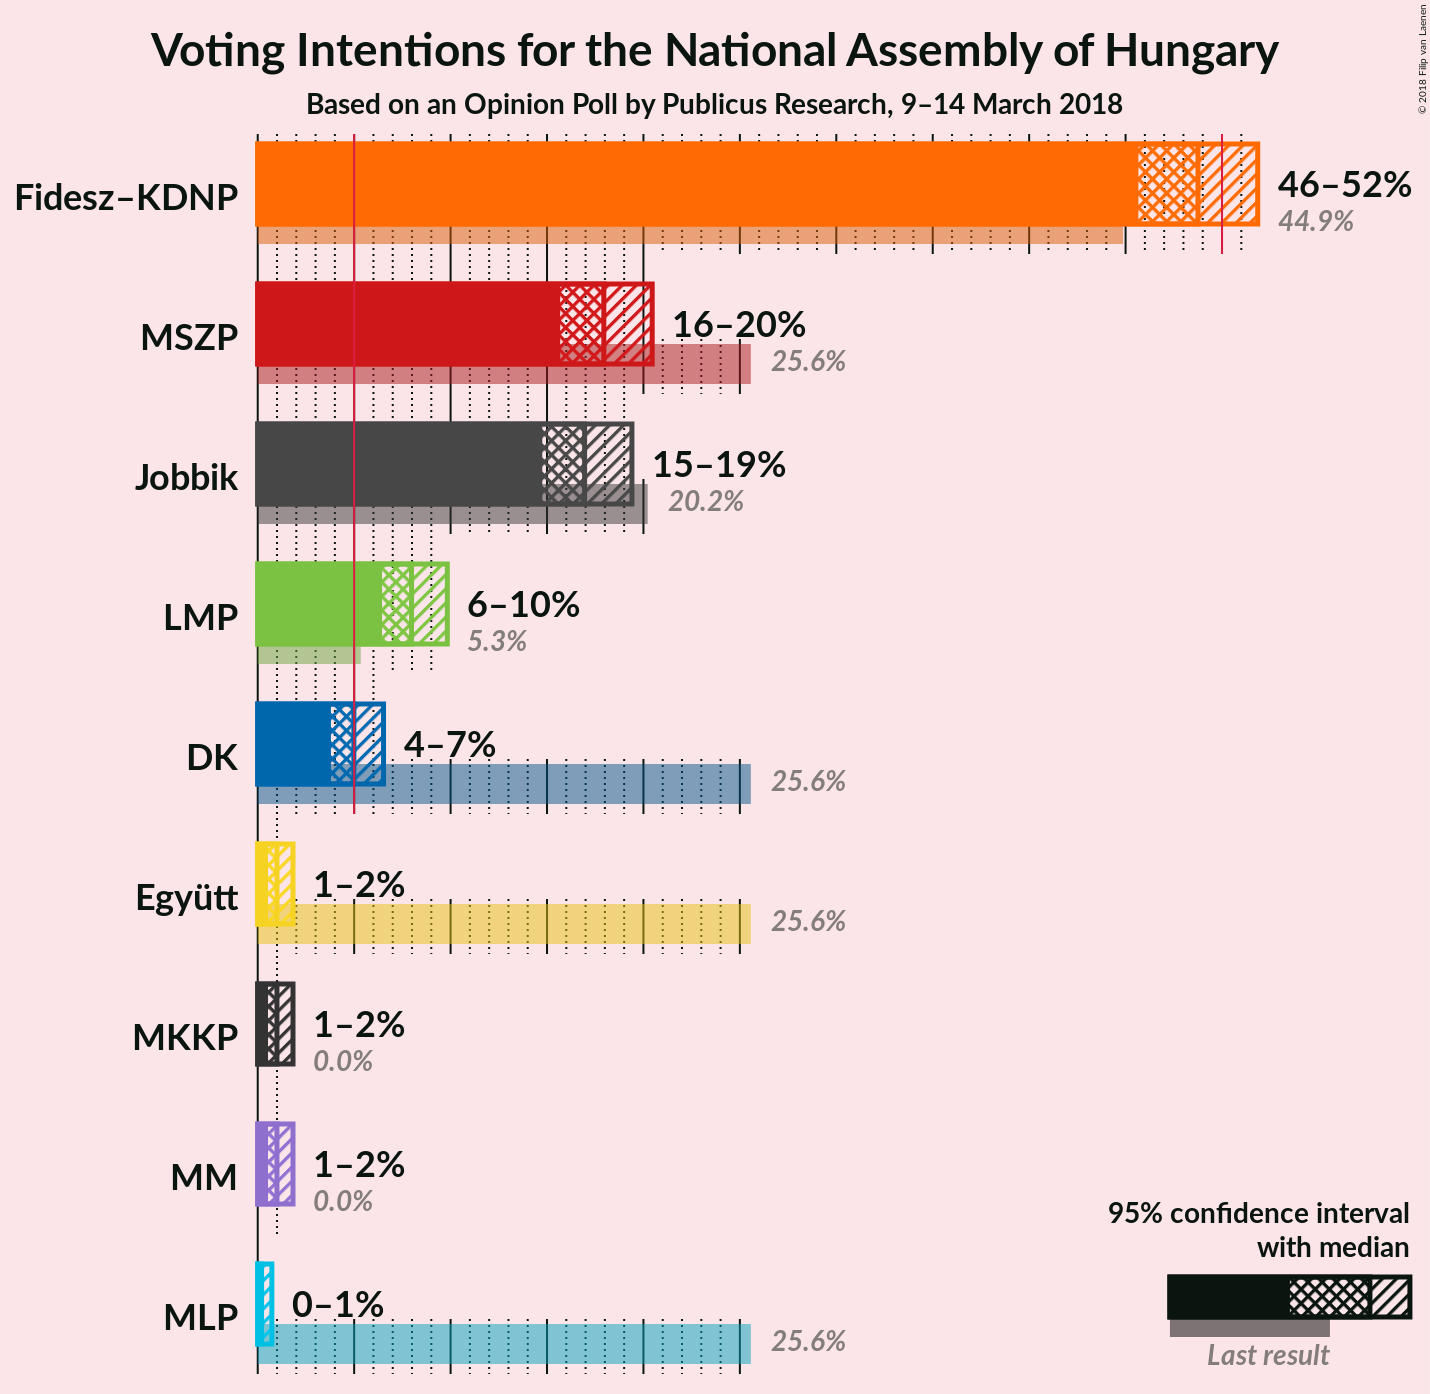 Voting Intentions for the National Assembly of Hungary
Based on an Opinion Poll by Publicus Research, 9–14 March 2018
© 2018 Filip van Laenen
Fidesz–KDNP
46–52%
44.9%
MSZP
16–20%
25.6%
Jobbik
15–19%
20.2%
LMP
6–10%
5.3%
DK
4–7%
25.6%
Együtt
1–2%
25.6%
MKKP
1–2%
0.0%
MM
1–2%
0.0%
MLP
0–1%
25.6%
95% confidence interval
with median
Last result